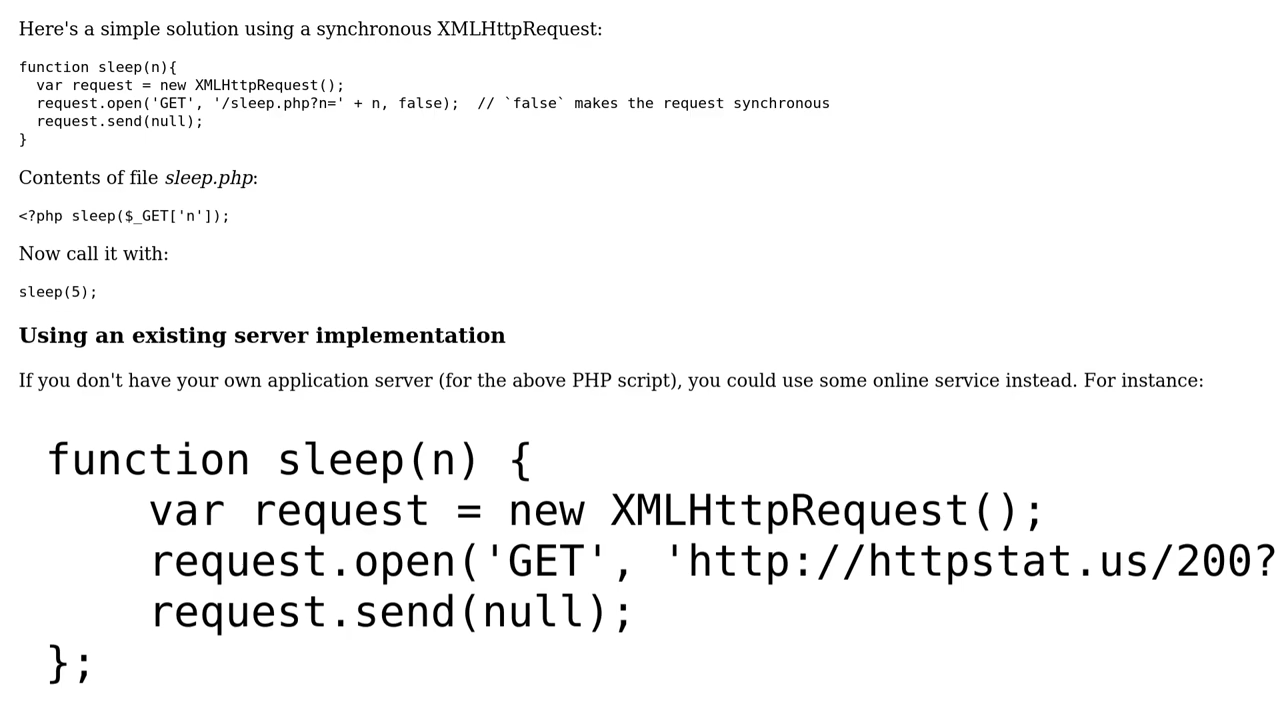 Here's a simple solution using a synchronous XMLHttpRequest:
function sleep(n){
  var request = new XMLHttpRequest();
  request.open('GET', '/sleep.php?n=' + n, false);  // `false` makes the request synchronous
  request.send(null);
}
Contents of file sleep.php:
<?php sleep($_GET['n']);
Now call it with:
sleep(5);
Using an existing server implementation
If you don't have your own application server (for the above PHP script), you could use some online service instead. For instance:
function sleep(n) {
    var request = new XMLHttpRequest();
    request.open('GET', 'http://httpstat.us/200?
    request.send(null);
};